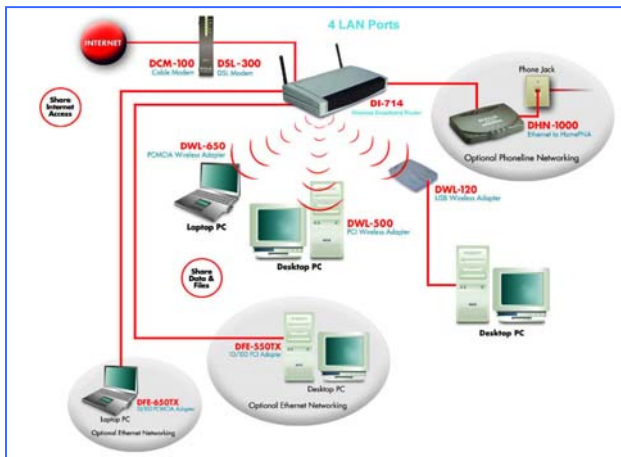 4 LAN Ports
INTERNET
DCM-100
Cable Modem
DSL-300
DSL Modem
DI-714
Wireless Broadband Router
Phone Jack
DHN-1000
Ethernet to HomePNA
Optional Phoneline Networking
Share
Internet
Access
DWL-650
PCMCIA Wireless Adapter
Laptop PC
DWL-500
PCI Wireless Adapter
Desktop PC
DWL-120
USB Wireless Adapter
Desktop PC
Share
Data &
Files
DFE-550TX
10/100 PCI Adapter
Desktop PC
Optional Ethernet Networking
DFE-650TX
10/100 PCMCIA Adapter
Laptop PC
Optional Ethernet Networking